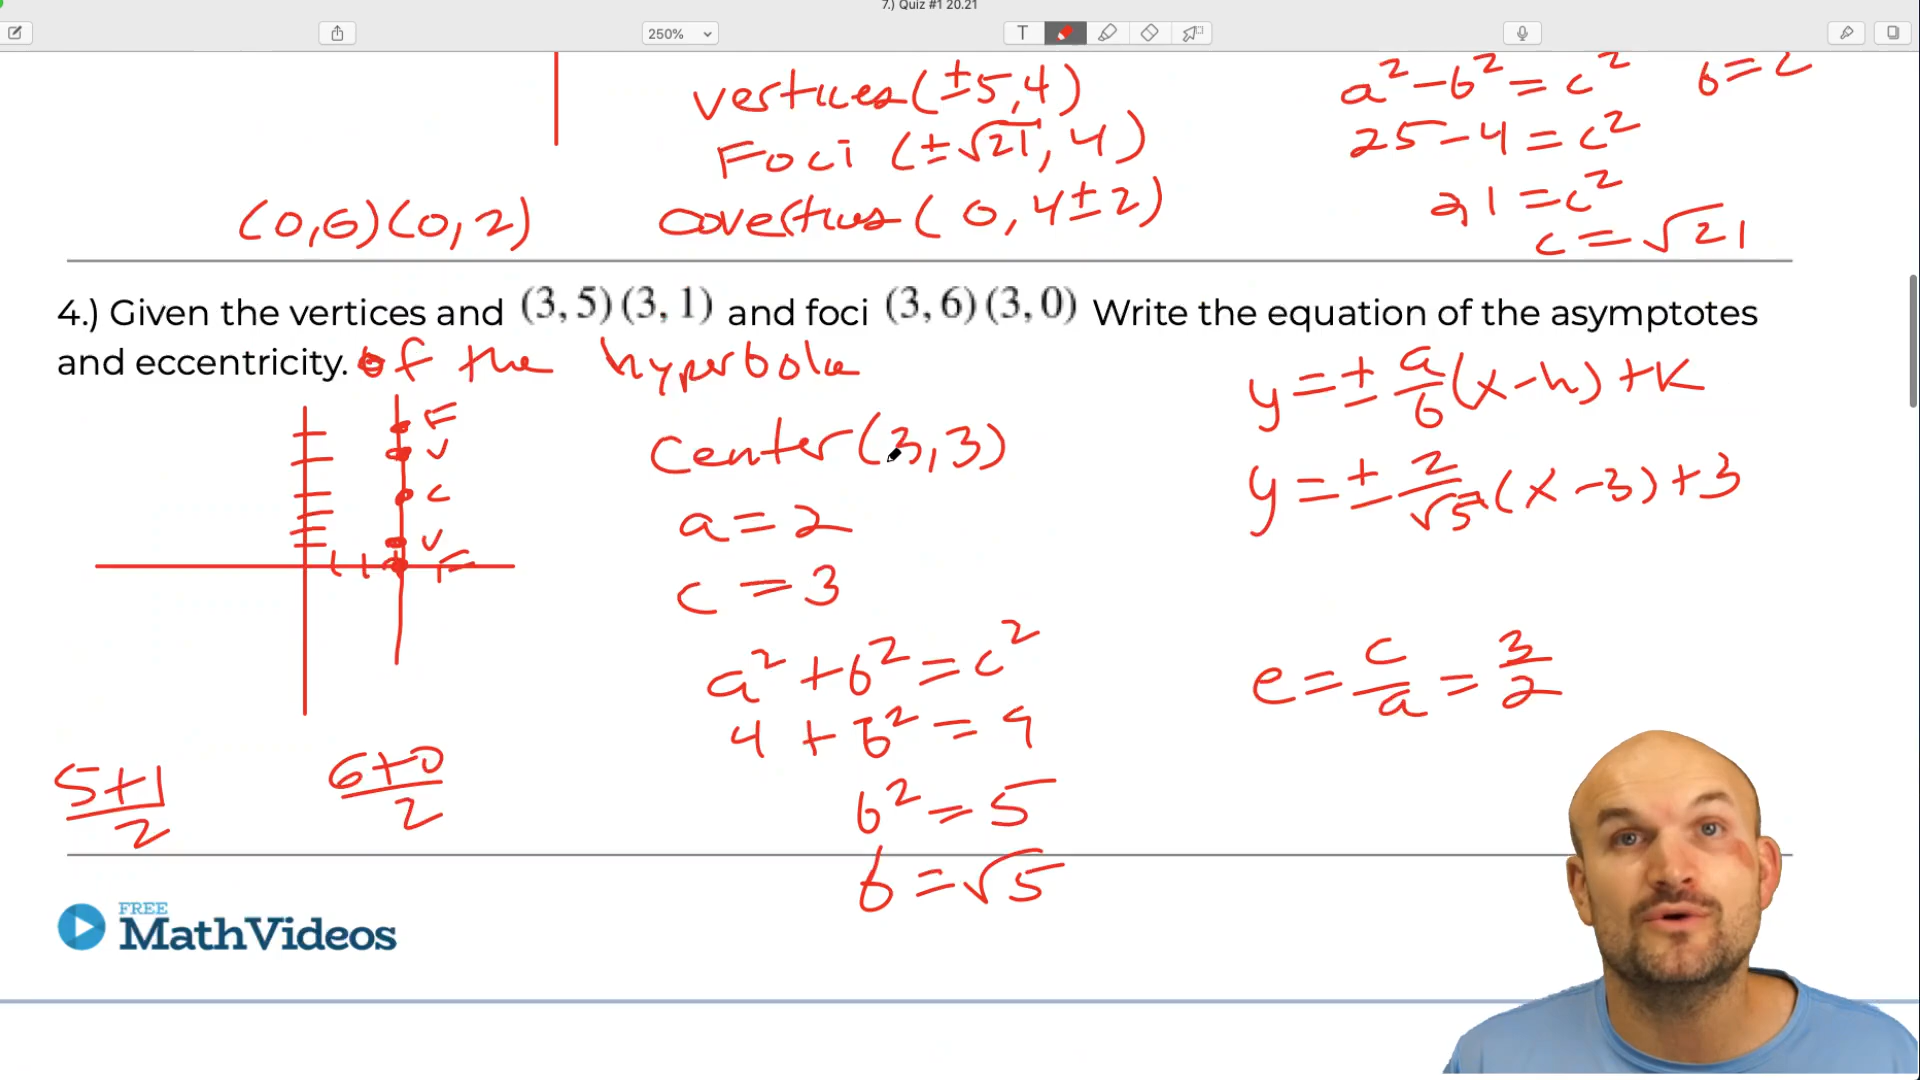 7.) Quiz #1 20.21
250%
T
vertices (±5, 4)
Foci (±√21, 4)
covertices (0, 4±2)
(0,6)(0,2)
a² - b² = c²
25 - 4 = c²
21 = c²
c = √21
4.) Given the vertices and (3, 5) (3, 1) and foci (3, 6) (3, 0) Write the equation of the asymptotes
and eccentricity. of the hyperbola
F
V
C
V
F
5+1/2
6+0/2
Center (3,3)
a = 2
c = 3
a² + b² = c²
4 + b² = 9
b² = 5
b = √5
y = ± a/b (x - h) + K
y = ± 2/√5 (x - 3) + 3
e = c/a = 3/2
FREE
MathVideos